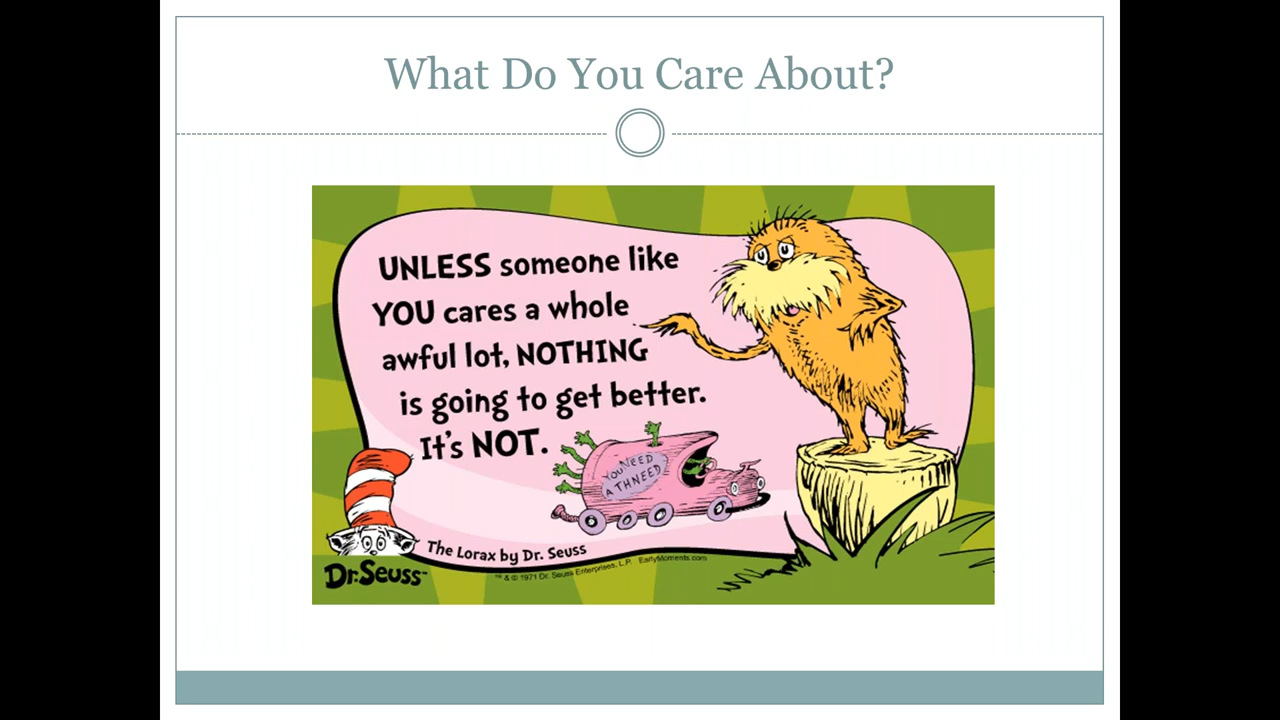 What Do You Care About?
UNLESS someone like
YOU cares a whole
awful lot, NOTHING
is going to get better.
It's NOT.
YOU NEED
A THNEED
The Lorax by Dr. Seuss
Dr. Seuss™
™ & © 1971 Dr. Seuss Enterprises, L.P. EarlyMoments.com